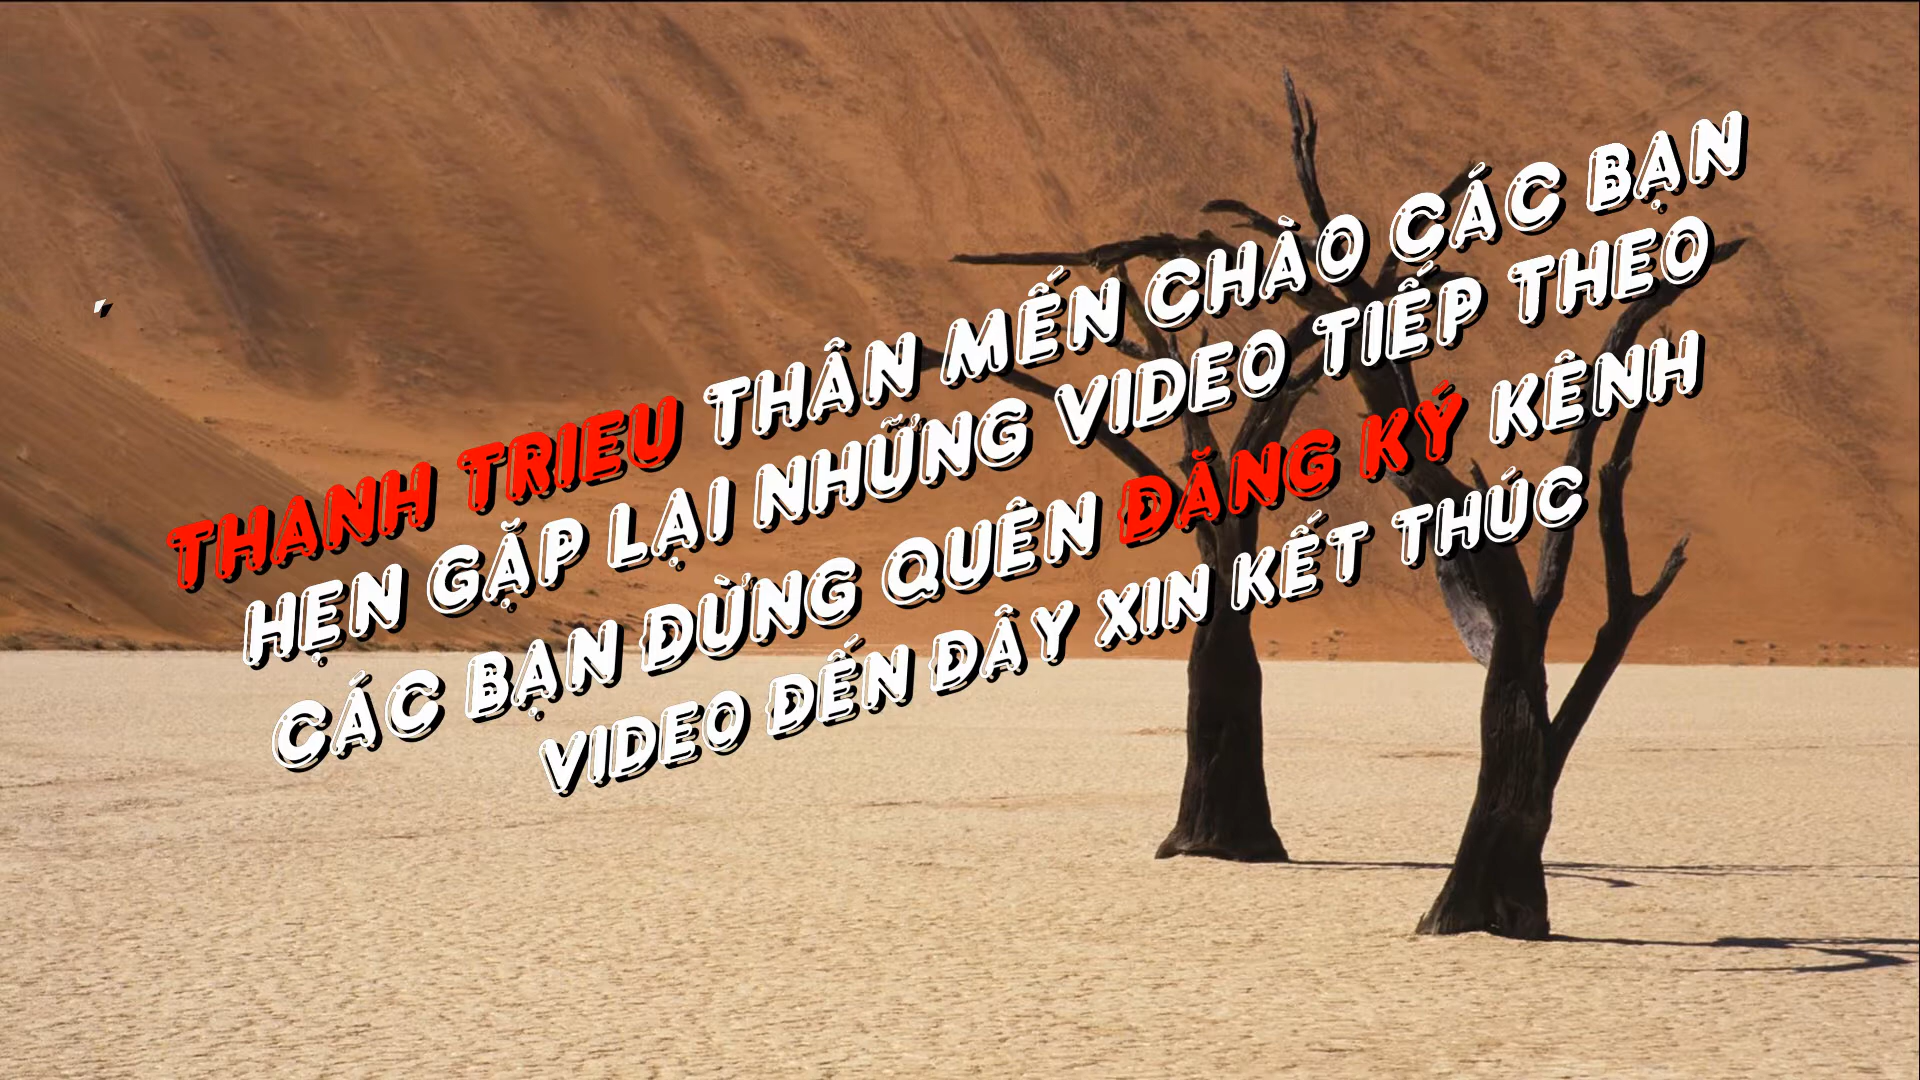 THANH TRIEU THÂN MẾN CHÀO CÁC BẠN
HẸN GẶP LẠI NHỮNG VIDEO TIẾP THEO
CÁC BẠN ĐỪNG QUÊN ĐĂNG KÝ KÊNH
VIDEO ĐẾN ĐÂY XIN KẾT THÚC